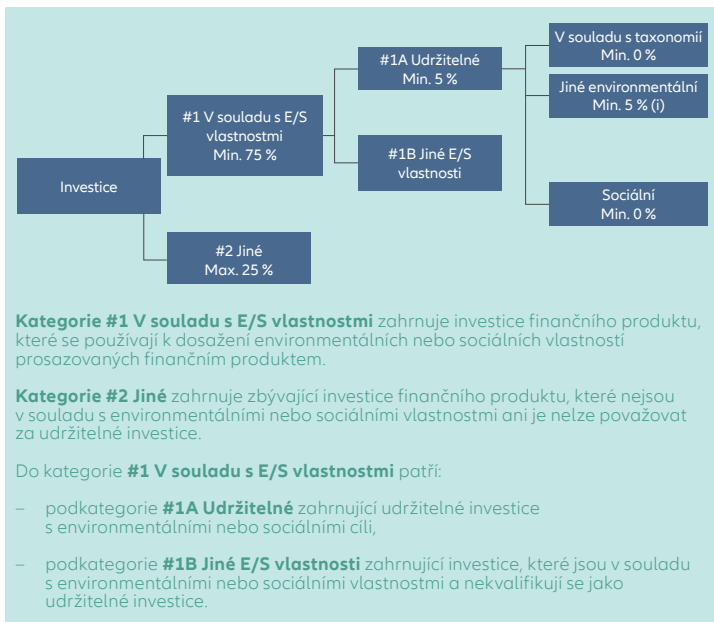 V souladu s taxonomií
Min. 0 %
#1A Udržitelné
Min. 5 %
Jiné environmentální
Min. 5 % (i)
#1 V souladu s E/S
vlastnostmi
Min. 75 %
#1B Jiné E/S
vlastnosti
Investice
Sociální
Min. 0 %
#2 Jiné
Max. 25 %
Kategorie #1 V souladu s E/S vlastnostmi zahrnuje investice finančního produktu,
které se používají k dosažení environmentálních nebo sociálních vlastností
prosazovaných finančním produktem.
Kategorie #2 Jiné zahrnuje zbývající investice finančního produktu, které nejsou
v souladu s environmentálními nebo sociálními vlastnostmi ani je nelze považovat
za udržitelné investice.
Do kategorie #1 V souladu s E/S vlastnostmi patří:
– podkategorie #1A Udržitelné zahrnující udržitelné investice
s environmentálními nebo sociálními cíli,
– podkategorie #1B Jiné E/S vlastnosti zahrnující investice, které jsou v souladu
s environmentálními nebo sociálními vlastnostmi a nekvalifikují se jako
udržitelné investice.